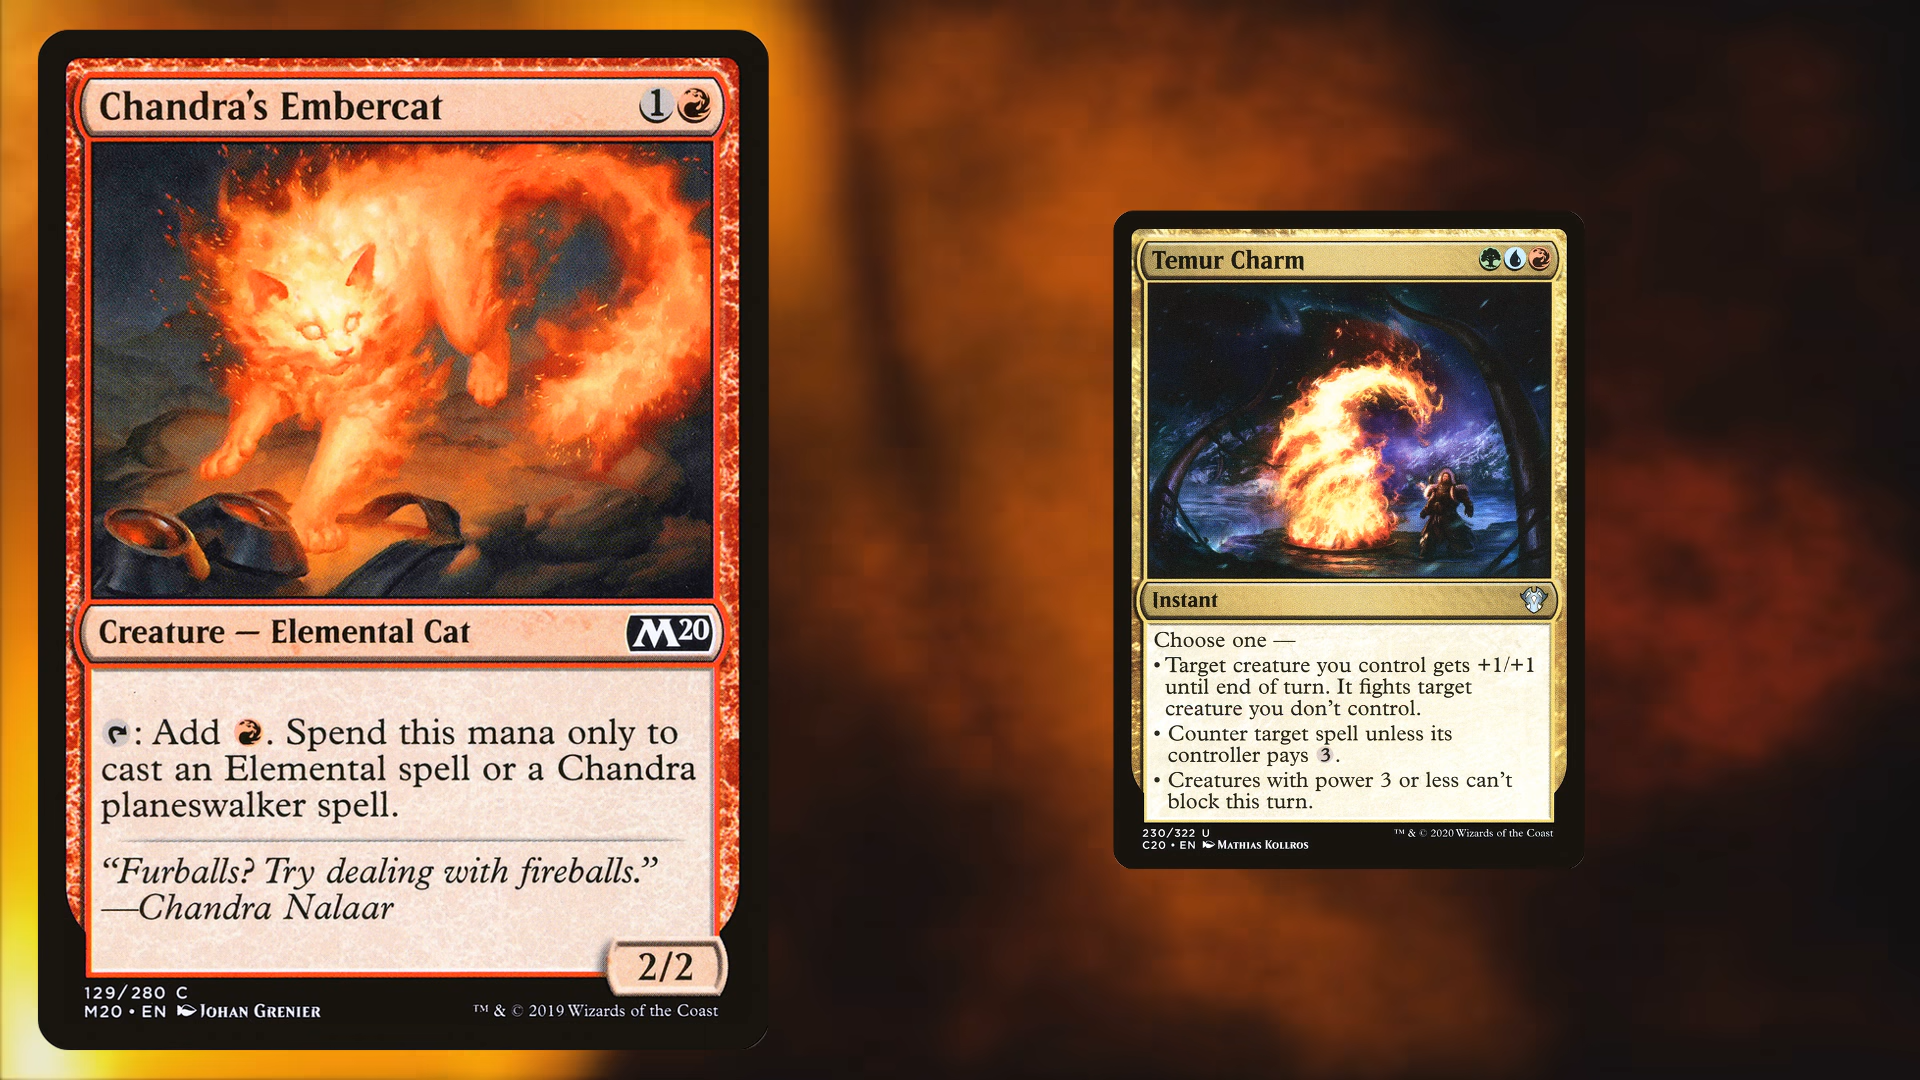 Chandra's Embercat
1
Creature — Elemental Cat
M20
: Add . Spend this mana only to
cast an Elemental spell or a Chandra
planeswalker spell.
“Furballs? Try dealing with fireballs.”
—Chandra Nalaar
2/2
129/280 C
M20 • EN Johan Grenier
™ & © 2019 Wizards of the Coast
Temur Charm
Instant
Choose one —
• Target creature you control gets +1/+1
until end of turn. It fights target
creature you don't control.
• Counter target spell unless its
controller pays 3.
• Creatures with power 3 or less can't
block this turn.
230/322 U
C20 • EN Mathias Kollros
™ & © 2020 Wizards of the Coast